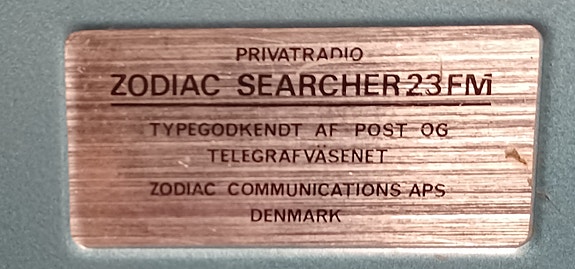 PRIVATRADIO
ZODIAC SEARCHER 23 FM
TYPEGODKENDT AF POST OG
TELEGRAFVÄSENET
ZODIAC COMMUNICATIONS APS
DENMARK